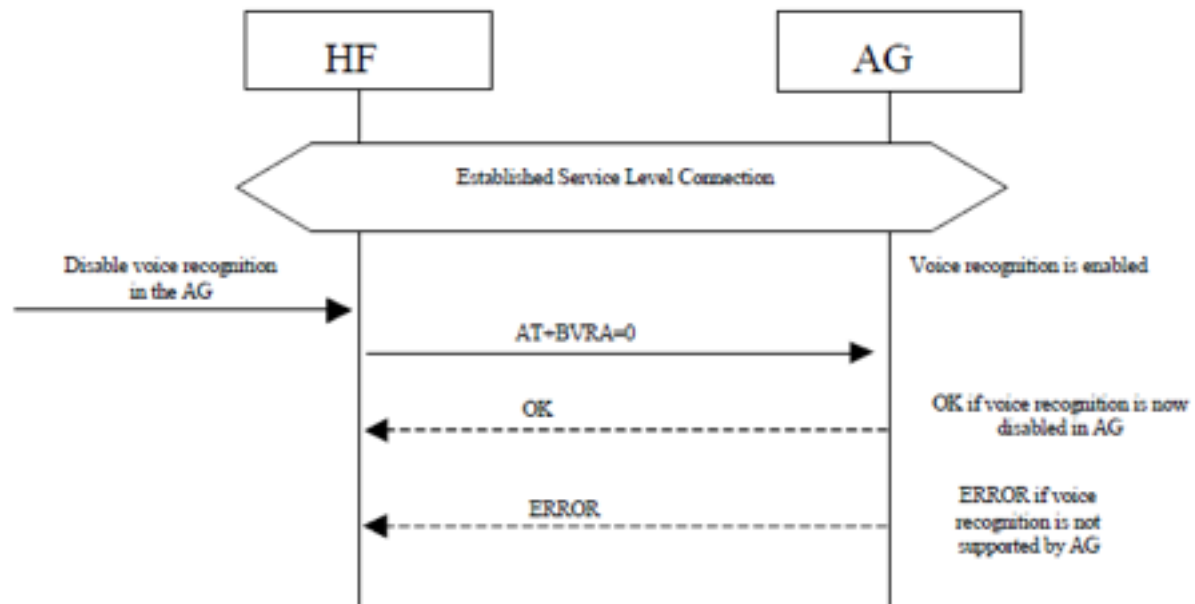 HF
AG
Established Service Level Connection
Disable voice recognition
in the AG
Voice recognition is enabled
AT+BVRA=0
OK
OK if voice recognition is now
disabled in AG
ERROR
ERROR if voice
recognition is not
supported by AG